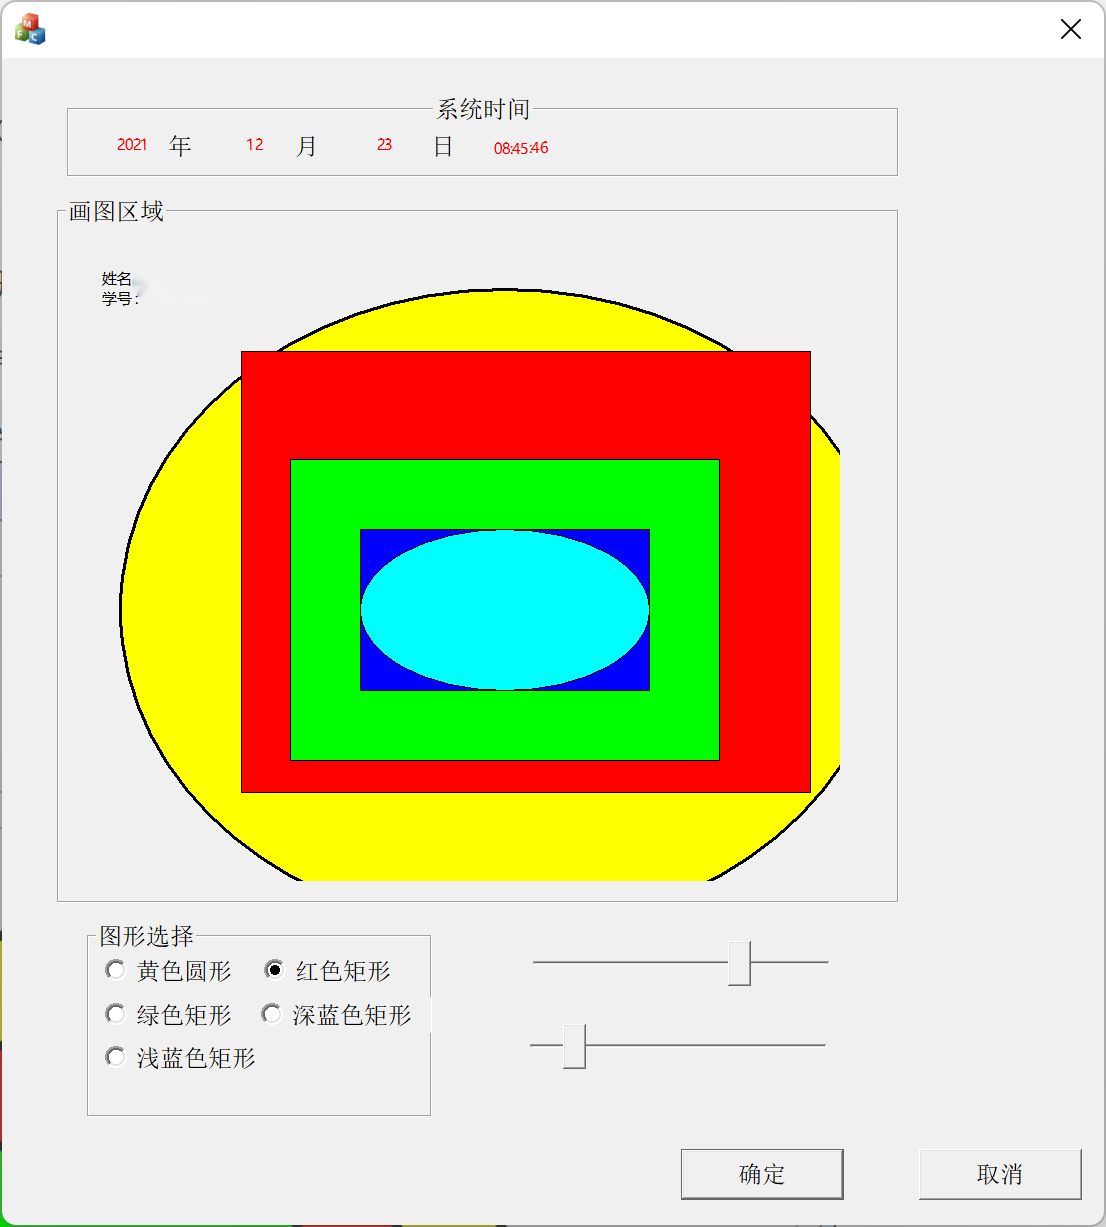 系统时间
2021 年 12 月 23 日 08:45:46
画图区域
姓名
学号:
图形选择
黄色圆形 红色矩形
绿色矩形 深蓝色矩形
浅蓝色矩形
确定 取消